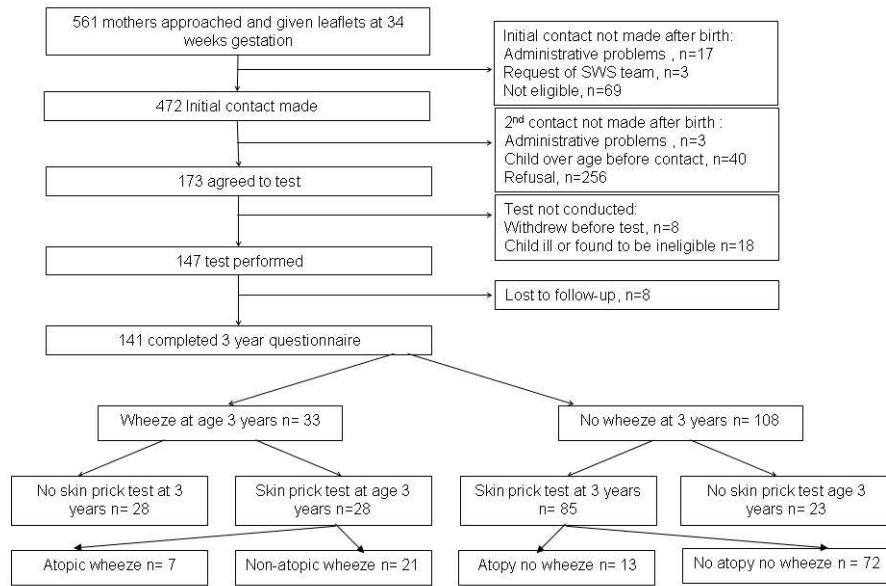 561 mothers approached and given leaflets at 34
weeks gestation
Initial contact not made after birth:
Administrative problems , n=17
Request of SWS team, n=3
Not eligible, n=69
472 Initial contact made
2nd contact not made after birth :
Administrative problems , n=3
Child over age before contact, n=40
Refusal, n=256
173 agreed to test
Test not conducted:
Withdrew before test, n=8
Child ill or found to be ineligible n=18
147 test performed
Lost to follow-up, n=8
141 completed 3 year questionnaire
Wheeze at age 3 years n= 33
No wheeze at 3 years n= 108
No skin prick test at 3
years n= 28
Skin prick test at age 3
years n=28
Skin prick test at 3 years
n= 85
No skin prick test age 3
years n= 23
Atopic wheeze n= 7
Non-atopic wheeze n= 21
Atopy no wheeze n= 13
No atopy no wheeze n = 72